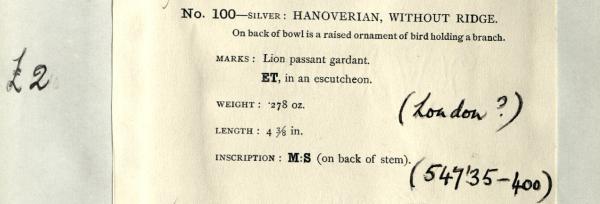 No. 100—SILVER: HANOVERIAN, WITHOUT RIDGE.
On back of bowl is a raised ornament of bird holding a branch.
MARKS: Lion passant gardant.
ET, in an escutcheon.
£2
WEIGHT: ·278 oz.
(London?)
LENGTH: 4 3/8 in.
INSCRIPTION: M:S (on back of stem).
(547'35-400)